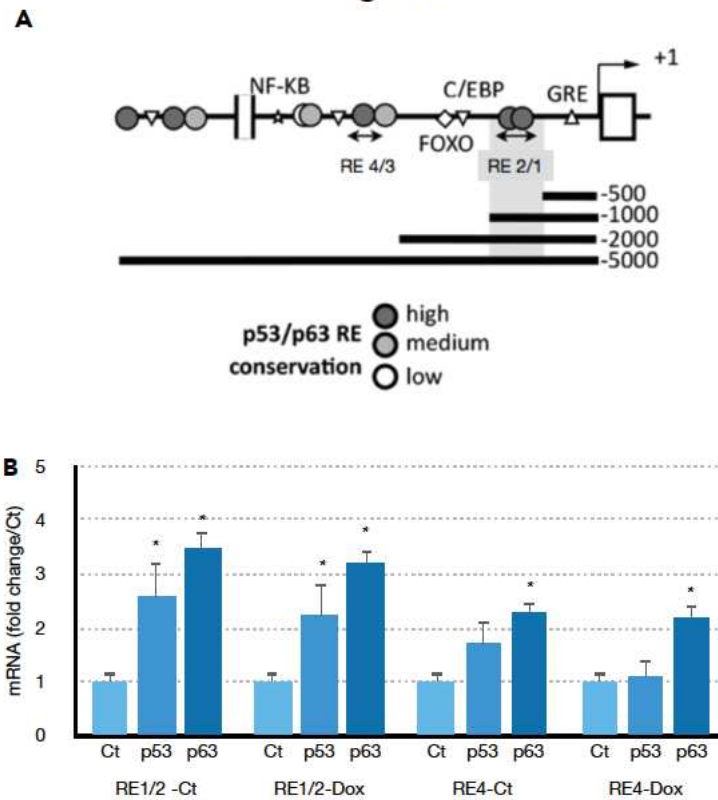 A
+1
NF-KB
C/EBP
GRE
FOXO
RE 4/3
RE 2/1
-500
-1000
-2000
-5000
p53/p63 RE
conservation
high
medium
low
B
mRNA (fold change/Ct)
5
4
3
2
1
0
* * * * * *
Ct p53 p63 Ct p53 p63 Ct p53 p63 Ct p53 p63
RE1/2 -Ct RE1/2-Dox RE4-Ct RE4-Dox